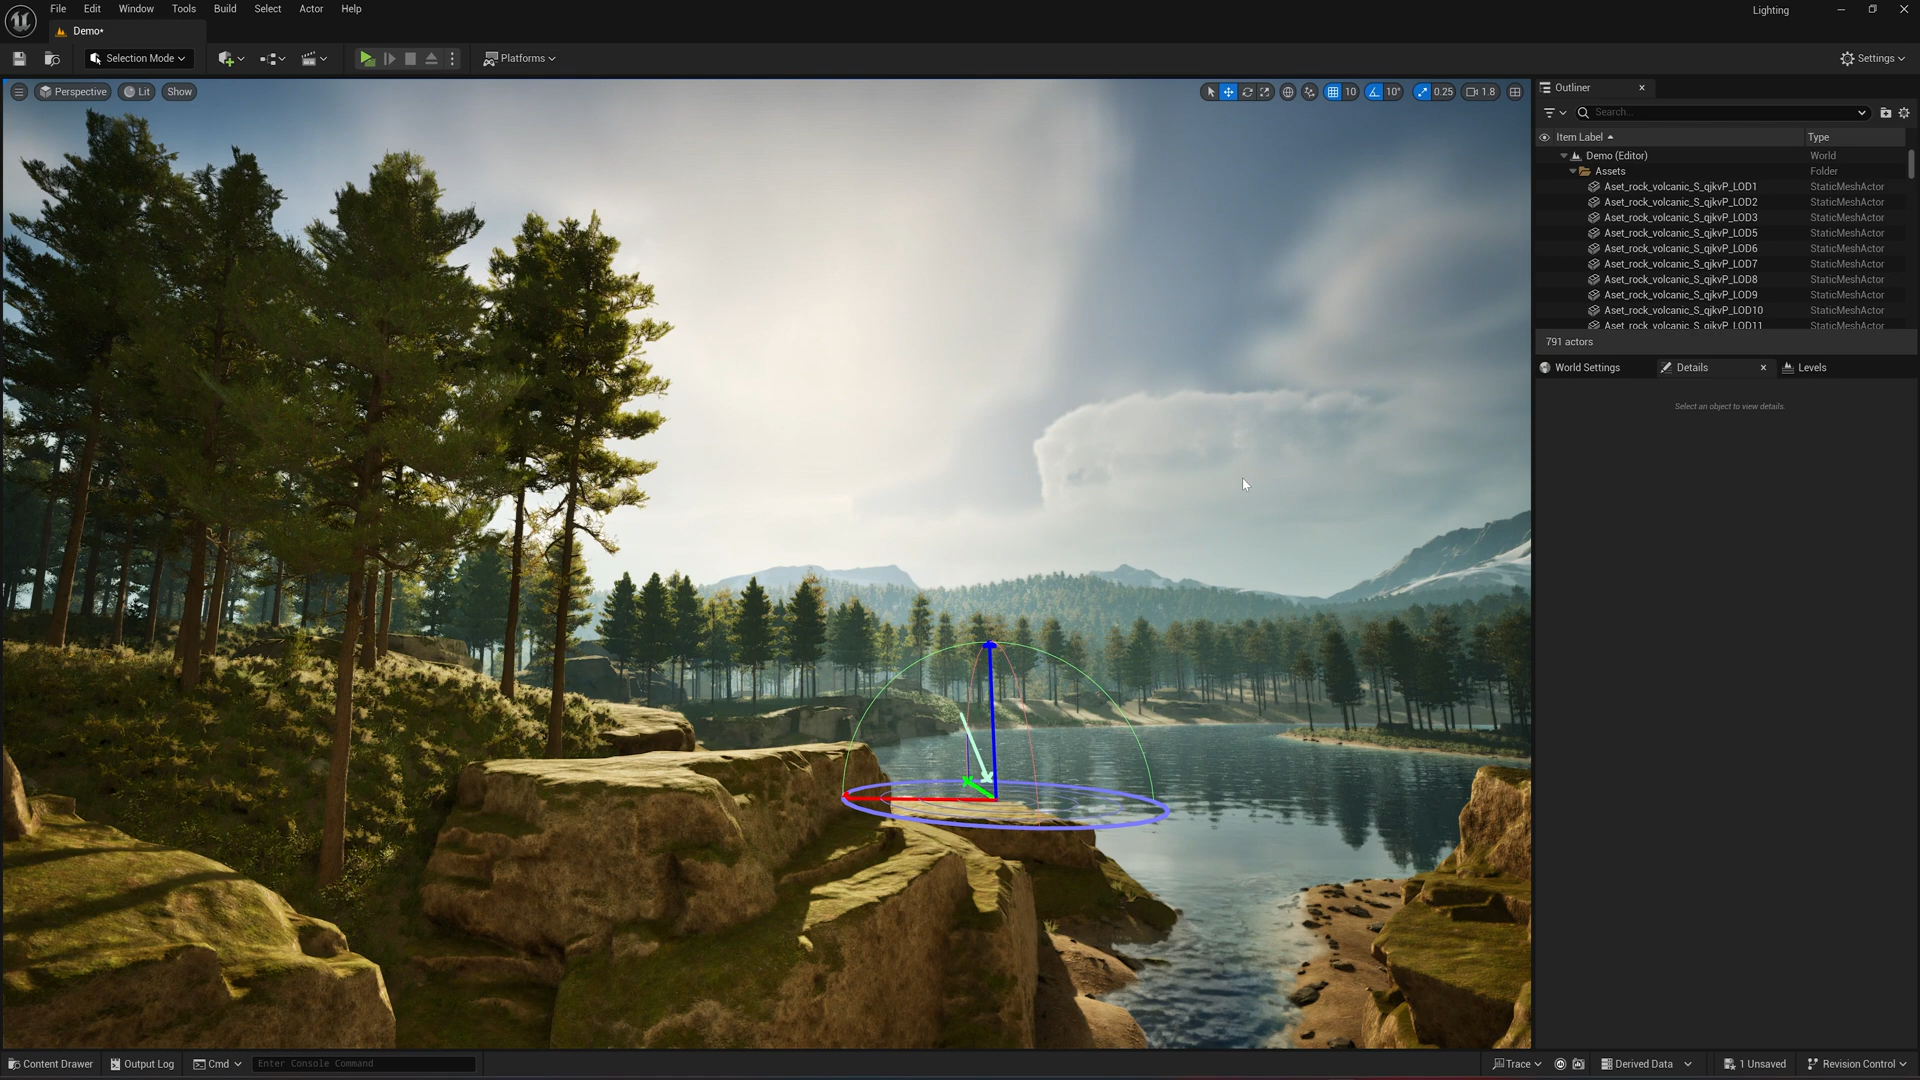 File Edit Window Tools Build Select Actor Help
Lighting
Demo*
Selection Mode
Platforms
Settings
Perspective Lit Show
10 10° 0.25 1.8
Outliner
Search...
Item Label Type
Demo (Editor) World
Assets Folder
Aset_rock_volcanic_S_qjkvP_LOD1 StaticMeshActor
Aset_rock_volcanic_S_qjkvP_LOD2 StaticMeshActor
Aset_rock_volcanic_S_qjkvP_LOD3 StaticMeshActor
Aset_rock_volcanic_S_qjkvP_LOD5 StaticMeshActor
Aset_rock_volcanic_S_qjkvP_LOD6 StaticMeshActor
Aset_rock_volcanic_S_qjkvP_LOD7 StaticMeshActor
Aset_rock_volcanic_S_qjkvP_LOD8 StaticMeshActor
Aset_rock_volcanic_S_qjkvP_LOD9 StaticMeshActor
Aset_rock_volcanic_S_qjkvP_LOD10 StaticMeshActor
Aset_rock_volcanic_S_qjkvP_LOD11 StaticMeshActor
791 actors
World Settings Details Levels
Select an object to view details.
Content Drawer Output Log Cmd Enter Console Command
Trace Derived Data 1 Unsaved Revision Control